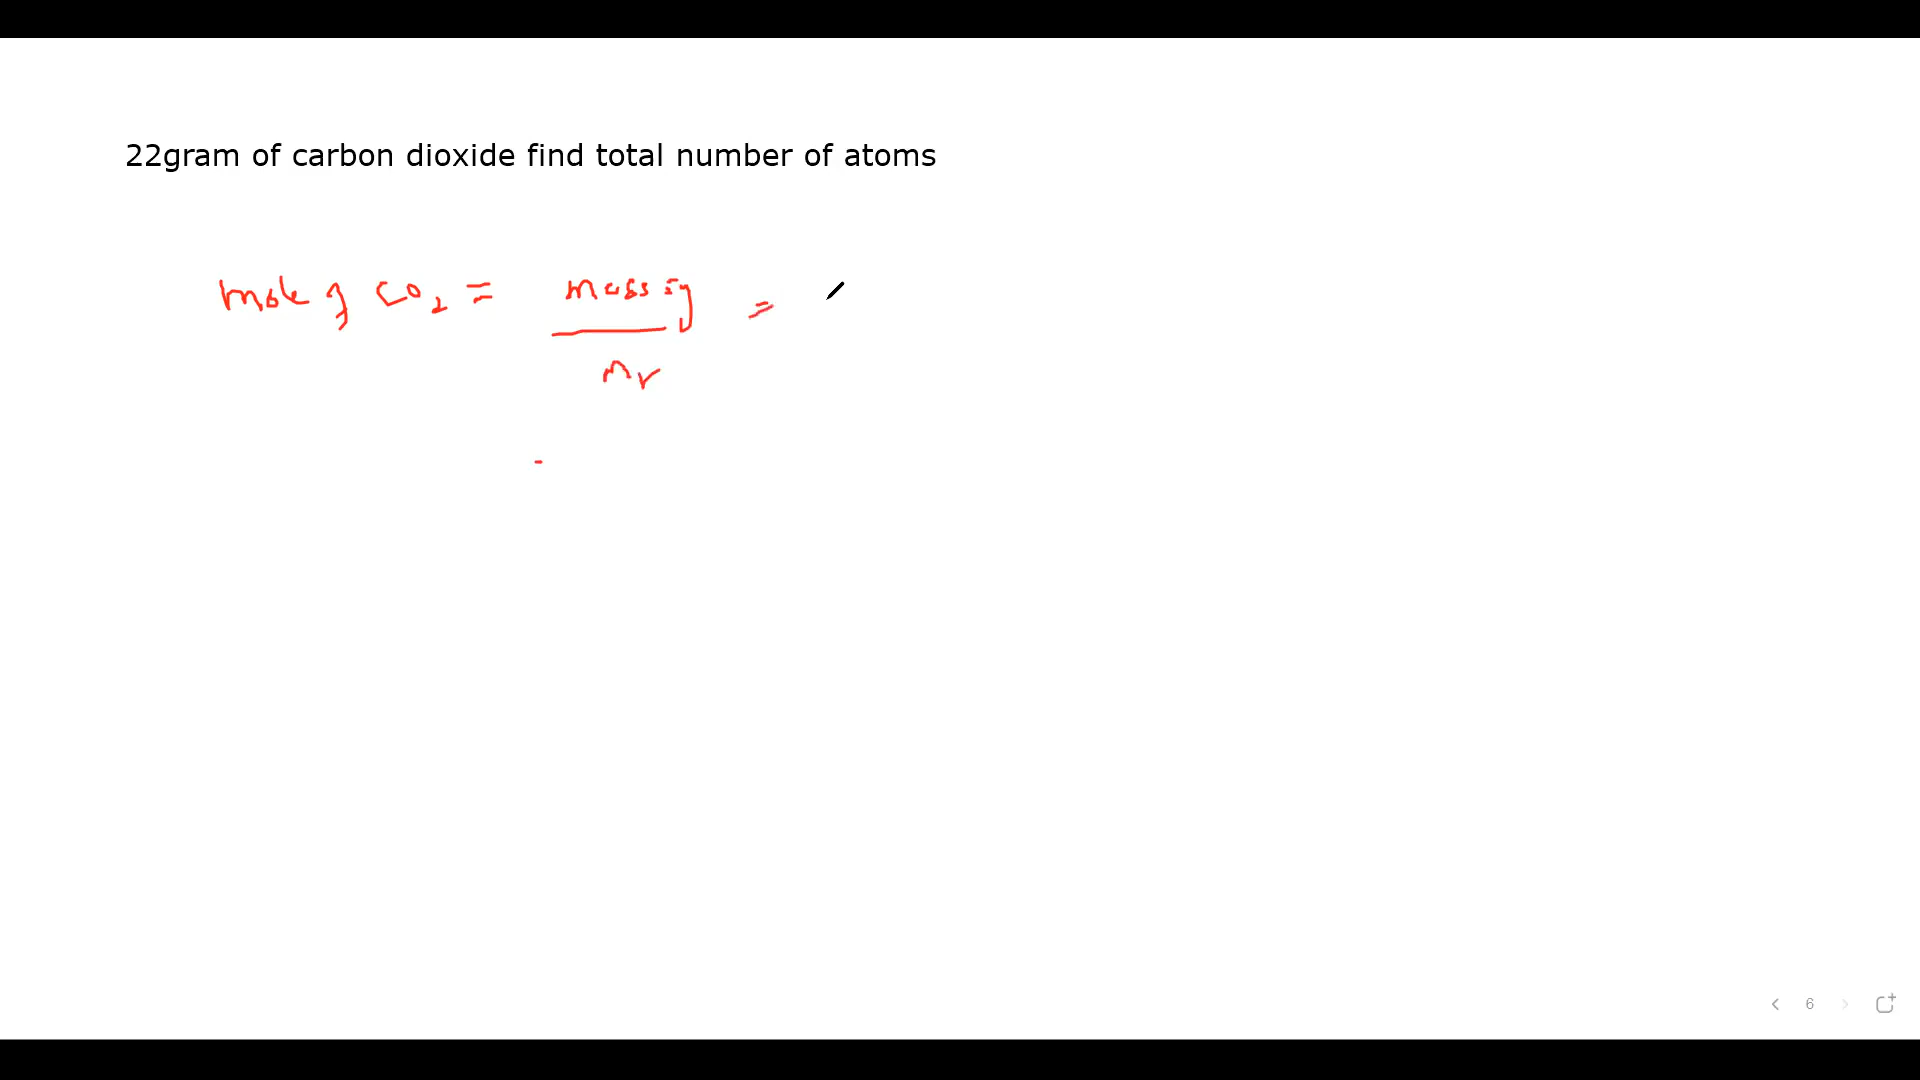 22gram of carbon dioxide find total number of atoms
mole of CO2 = mass in g =
Mr
6